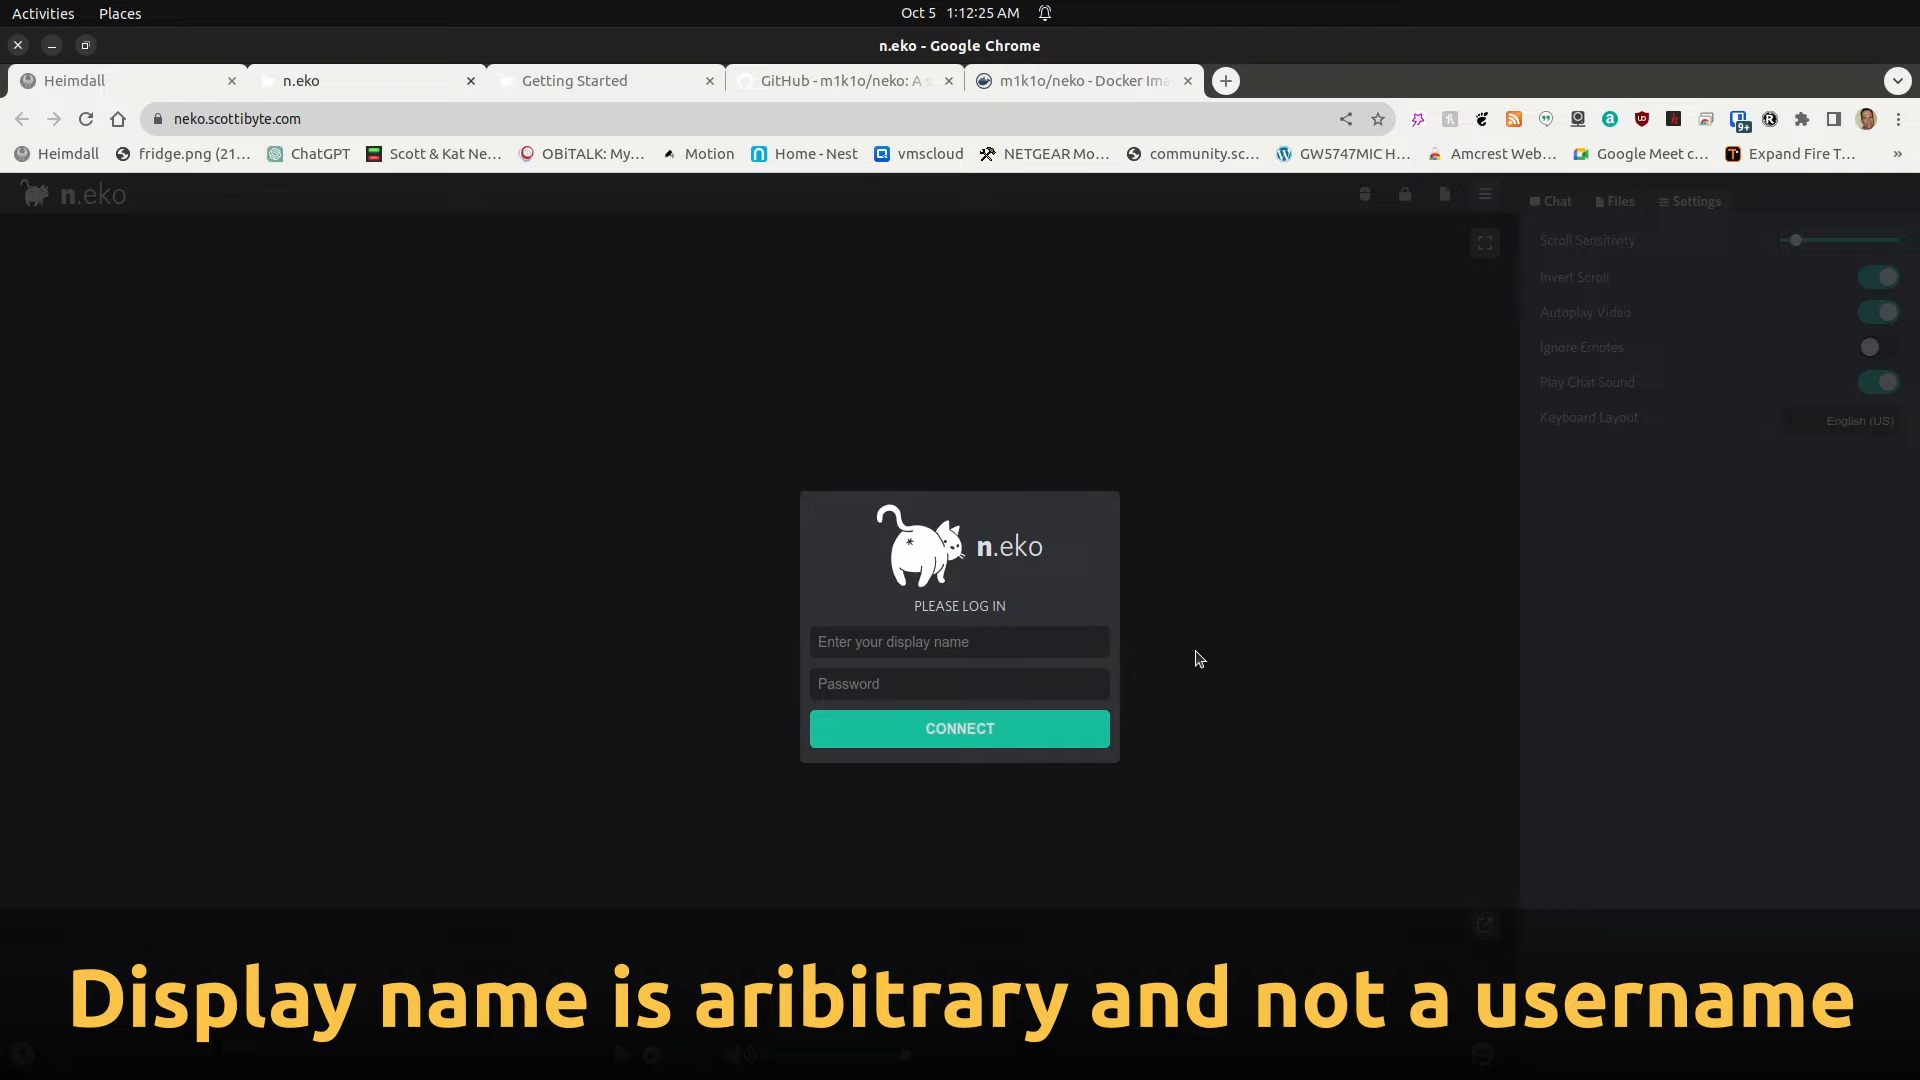 Activities Places Oct 5 1:12:25 AM
n.eko - Google Chrome
Heimdall n.eko Getting Started GitHub - m1k1o/neko: A s m1k1o/neko - Docker Ima
neko.scottibyte.com 9+
Heimdall fridge.png (21... ChatGPT Scott & Kat Ne... OBiTALK: My... Motion Home - Nest vmscloud NETGEAR Mo... community.sc... GW5747MIC H... Amcrest Web... Google Meet c... Expand Fire T... »
n.eko Chat Files Settings
Scroll Sensitivity
Invert Scroll
Autoplay Video
Ignore Emotes
Play Chat Sound
Keyboard Layout English (US)
n.eko
PLEASE LOG IN
Enter your display name
Password
CONNECT
Display name is aribitrary and not a username